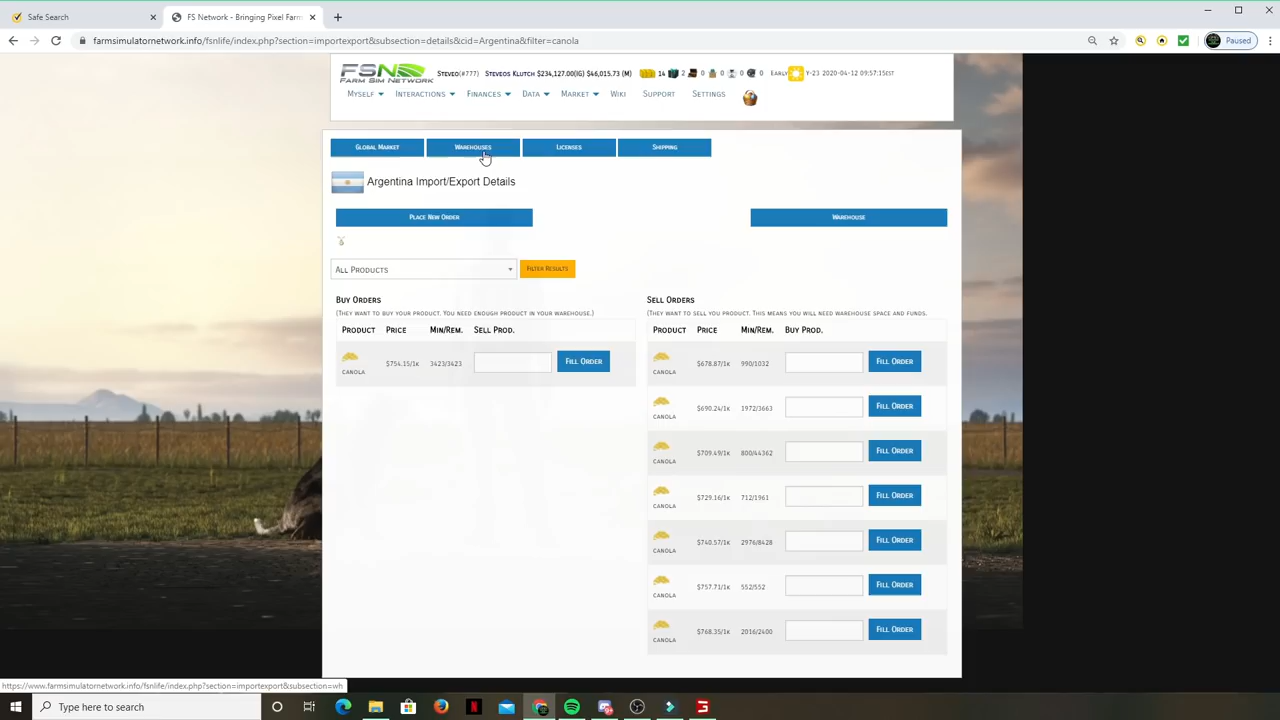 Safe Search
FS Network - Bringing Pixel Farm
farmsimulatornetwork.info/fsnlife/index.php?section=importexport&subsection=details&cid=Argentina&filter=canola
Paused
FSN FARM SIM NETWORK
STEVEO(#777) STEVEOS KLUTCH $234,127.00(IG) $46,015.73 (M) 14 2 0 0 0 0 EARLY Y-23 2020-04-12 09:57:15EST
MYSELF INTERACTIONS FINANCES DATA MARKET WIKI SUPPORT SETTINGS
GLOBAL MARKET WAREHOUSES LICENSES SHIPPING
Argentina Import/Export Details
PLACE NEW ORDER WAREHOUSE
ALL PRODUCTS FILTER RESULTS
BUY ORDERS
(THEY WANT TO BUY YOUR PRODUCT. YOU NEED ENOUGH PRODUCT IN YOUR WAREHOUSE.)
PRODUCT PRICE MIN/REM. SELL PROD.
CANOLA $754.15/1K 3423/3423 FILL ORDER
SELL ORDERS
(THEY WANT TO SELL YOU PRODUCT. THIS MEANS YOU WILL NEED WAREHOUSE SPACE AND FUNDS.
PRODUCT PRICE MIN/REM. BUY PROD.
CANOLA $678.87/1K 990/1032 FILL ORDER
CANOLA $690.24/1K 1972/3663 FILL ORDER
CANOLA $709.49/1K 800/44362 FILL ORDER
CANOLA $729.16/1K 712/1961 FILL ORDER
CANOLA $740.57/1K 2976/8428 FILL ORDER
CANOLA $757.71/1K 552/552 FILL ORDER
CANOLA $768.35/1K 2016/2400 FILL ORDER
https://www.farmsimulatornetwork.info/fsnlife/index.php?section=importexport&subsection=wh
Type here to search